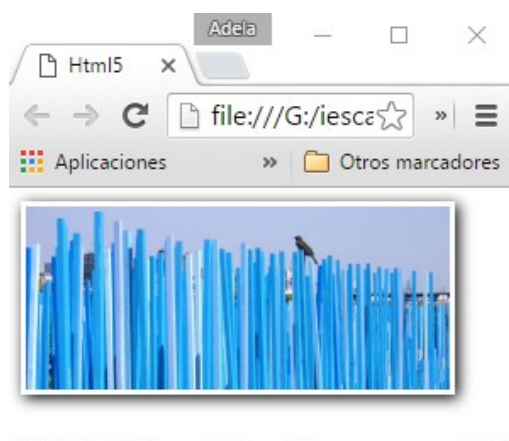 Adela
Html5
file:///G:/iesca
Aplicaciones
Otros marcadores